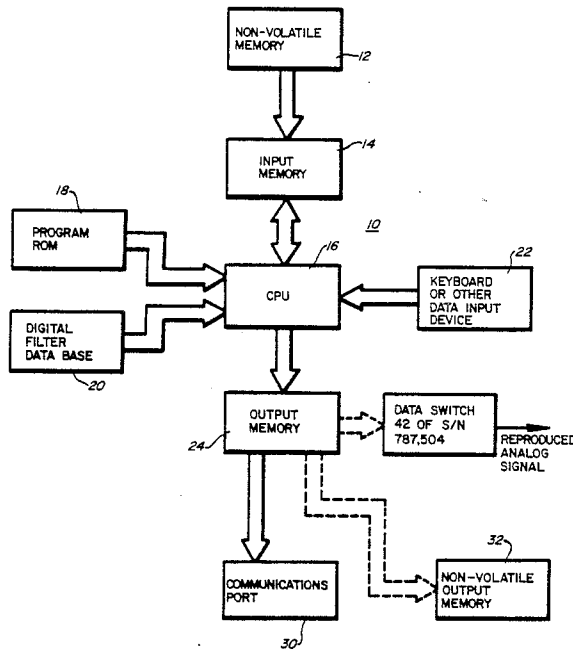 NON-VOLATILE
MEMORY
12
INPUT
MEMORY
14
18
PROGRAM
ROM
10
16
CPU
22
KEYBOARD
OR OTHER
DATA INPUT
DEVICE
DIGITAL
FILTER
DATA BASE
20
OUTPUT
MEMORY
24
DATA SWITCH
42 OF S/N
787,504
REPRODUCED
ANALOG
SIGNAL
COMMUNICATIONS
PORT
30
32
NON-VOLATILE
OUTPUT
MEMORY